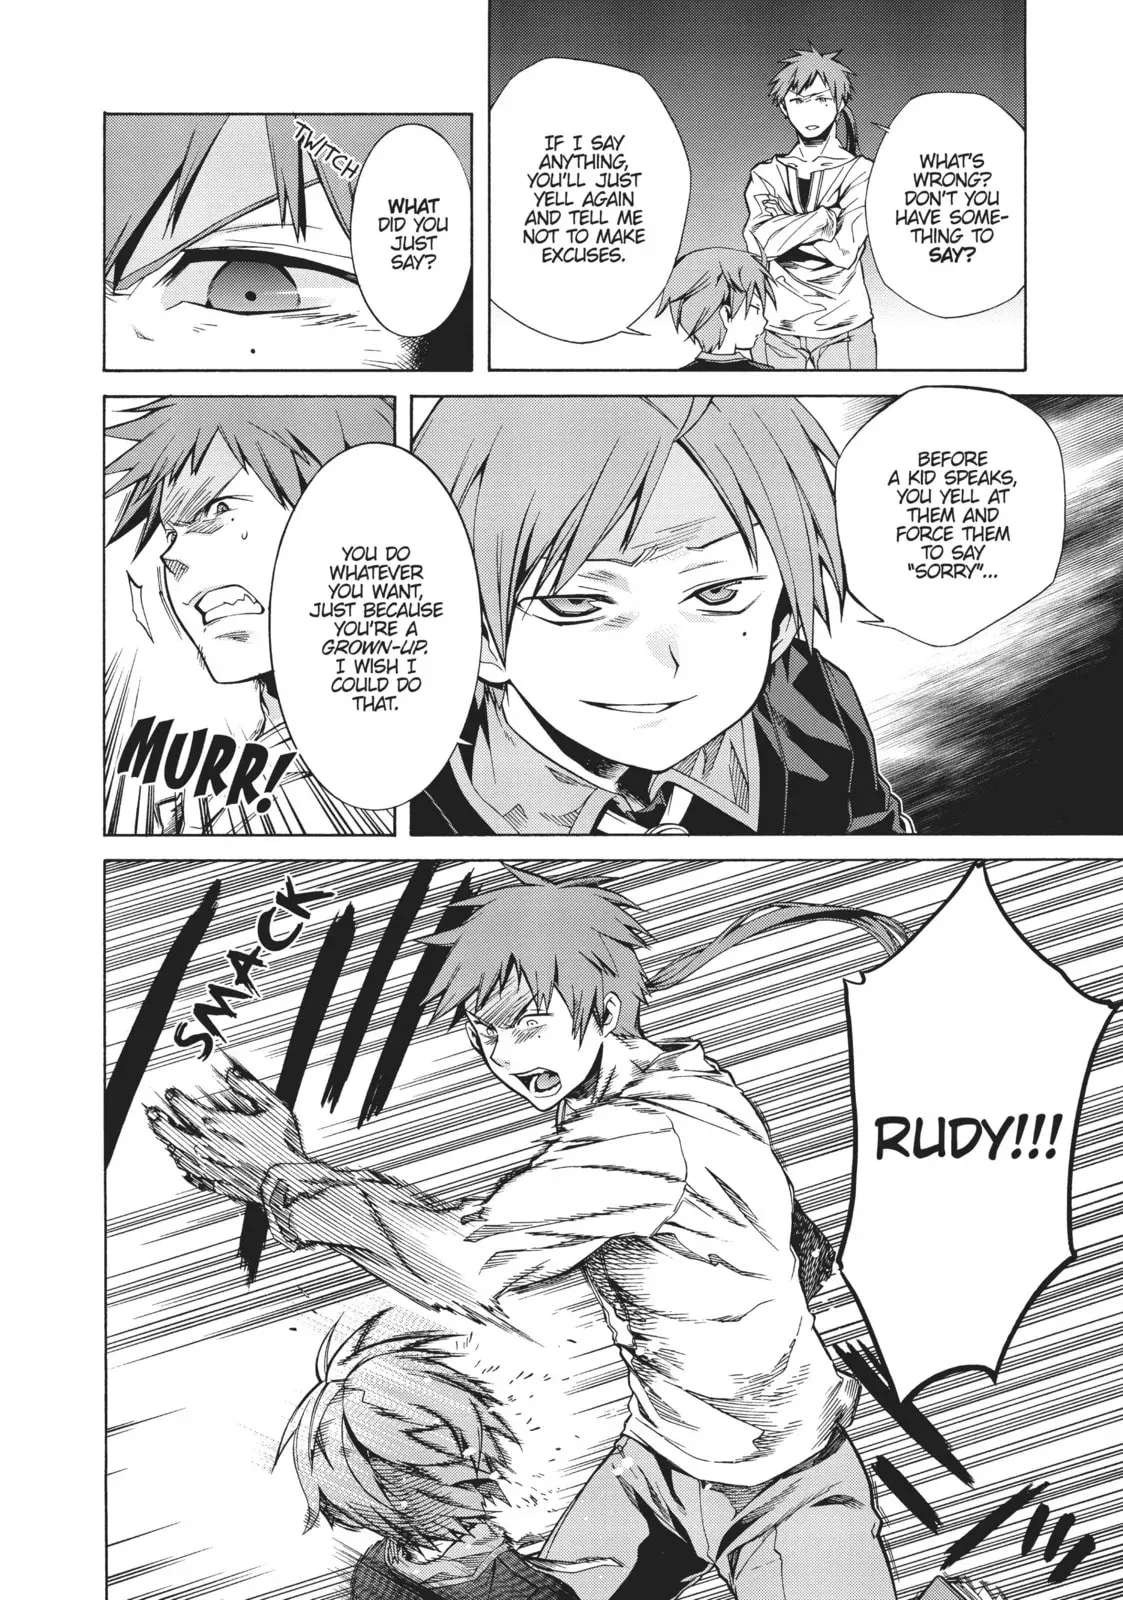 WHAT'S
WRONG?
DON'T YOU
HAVE SOME-
THING TO
SAY?
IF I SAY
ANYTHING,
YOU'LL JUST
YELL AGAIN
AND TELL ME
NOT TO MAKE
EXCUSES.
TWITCH
WHAT
DID YOU
JUST
SAY?
BEFORE
A KID SPEAKS,
YOU YELL AT
THEM AND
FORCE THEM
TO SAY
"SORRY"...
YOU DO
WHATEVER
YOU WANT,
JUST BECAUSE
YOU'RE A
GROWN-UP.
I WISH I
COULD DO
THAT.
MURR!
RUDY!!!
SMACK